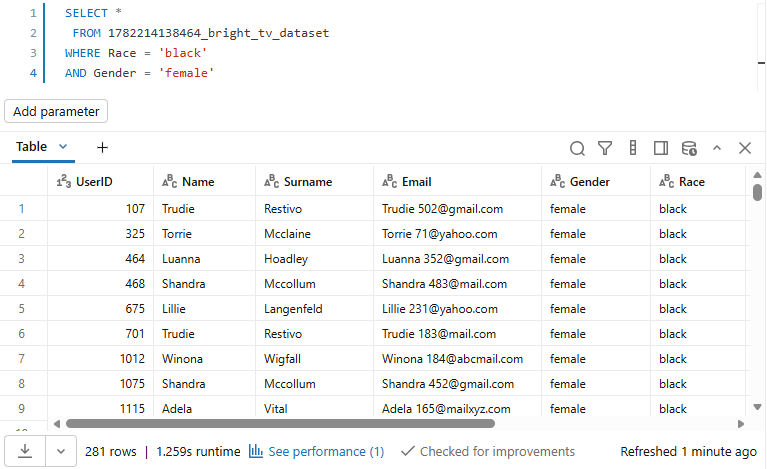 1 SELECT *
2 FROM 1782214138464_bright_tv_dataset
3 WHERE Race = 'black'
4 AND Gender = 'female'
Add parameter
Table +
123 UserID ABC Name ABC Surname ABC Email ABC Gender ABC Race
1 107 Trudie Restivo Trudie 502@gmail.com female black
2 325 Torrie Mcclaine Torrie 71@yahoo.com female black
3 464 Luanna Hoadley Luanna 352@gmail.com female black
4 468 Shandra Mccollum Shandra 483@mail.com female black
5 675 Lillie Langenfeld Lillie 231@yahoo.com female black
6 701 Trudie Restivo Trudie 183@mail.com female black
7 1012 Winona Wigfall Winona 184@abcmail.com female black
8 1075 Shandra Mccollum Shandra 452@gmail.com female black
9 1115 Adela Vital Adela 165@mailxyz.com female black
281 rows | 1.259s runtime See performance (1) Checked for improvements Refreshed 1 minute ago